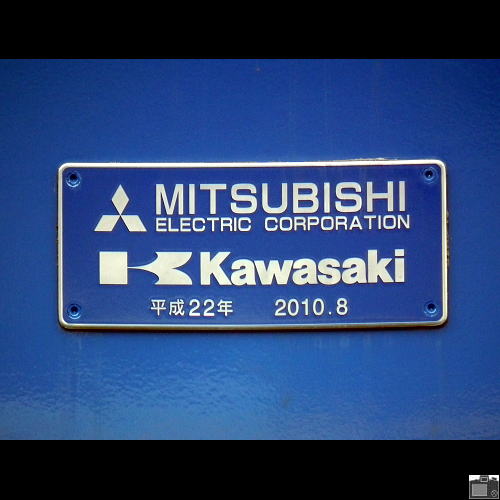 MITSUBISHI
ELECTRIC CORPORATION
Kawasaki
平成22年 2010.8